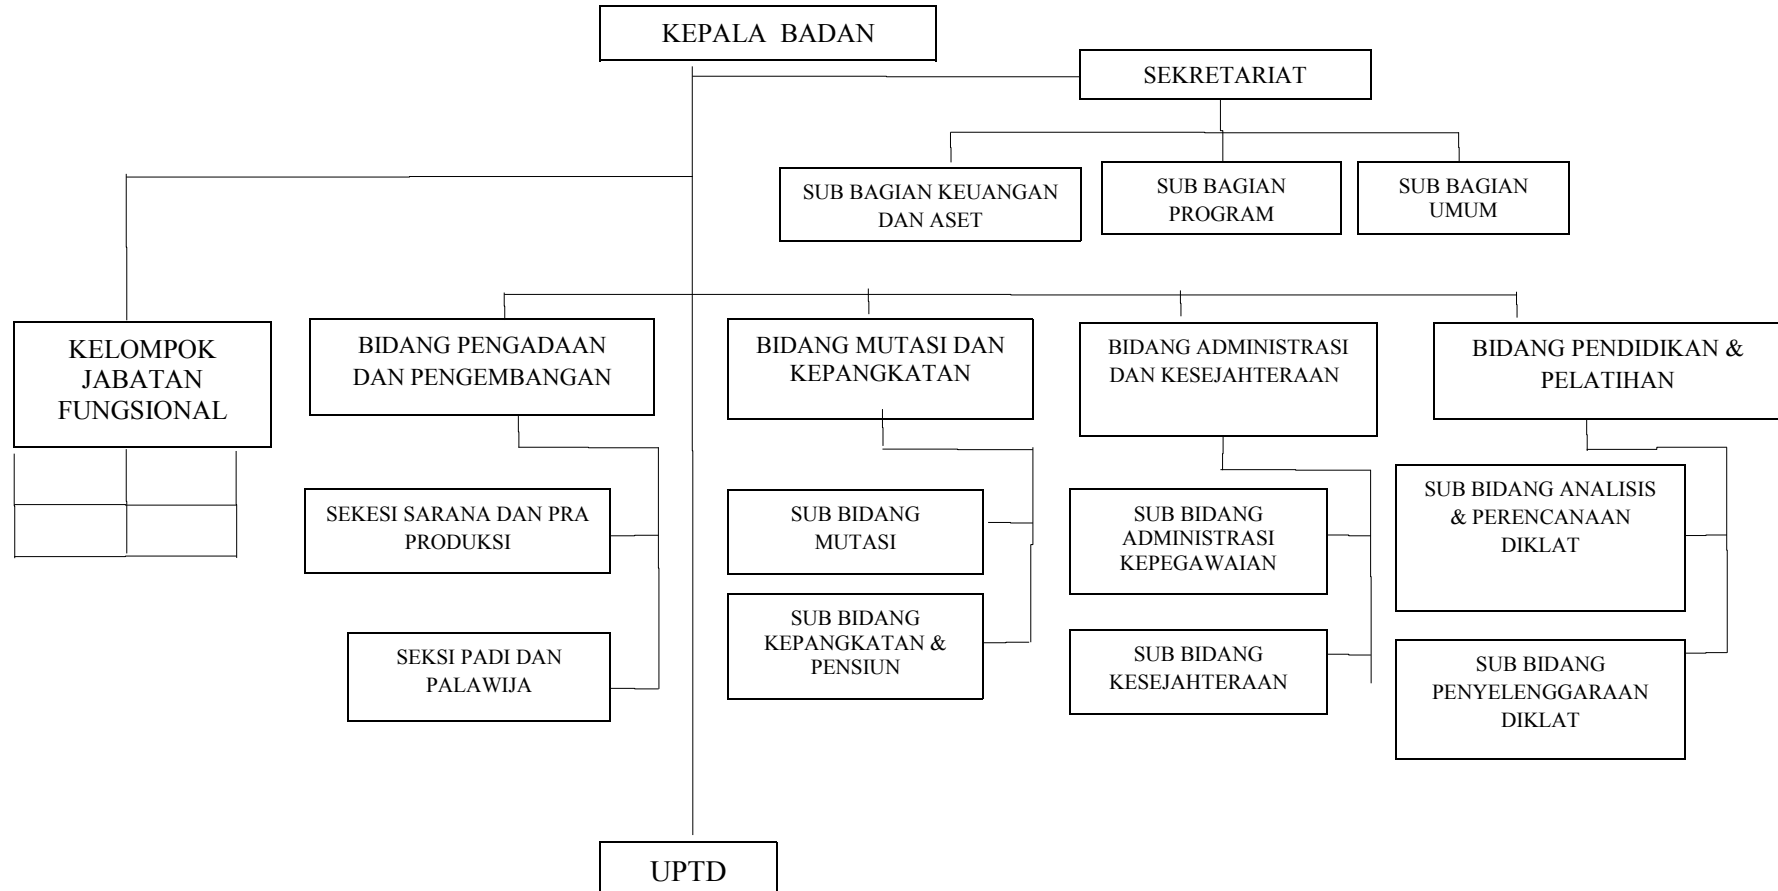 KEPALA BADAN
SEKRETARIAT
SUB BAGIAN KEUANGAN
DAN ASET
SUB BAGIAN
PROGRAM
SUB BAGIAN
UMUM
KELOMPOK
JABATAN
FUNGSIONAL
BIDANG PENGADAAN
DAN PENGEMBANGAN
BIDANG MUTASI DAN
KEPANGKATAN
BIDANG ADMINISTRASI
DAN KESEJAHTERAAN
BIDANG PENDIDIKAN &
PELATIHAN
SEKESI SARANA DAN PRA
PRODUKSI
SUB BIDANG
MUTASI
SUB BIDANG
ADMINISTRASI
KEPEGAWAIAN
SUB BIDANG ANALISIS
& PERENCANAAN
DIKLAT
SEKSI PADI DAN
PALAWIJA
SUB BIDANG
KEPANGKATAN &
PENSIUN
SUB BIDANG
KESEJAHTERAAN
SUB BIDANG
PENYELENGGARAAN
DIKLAT
UPTD